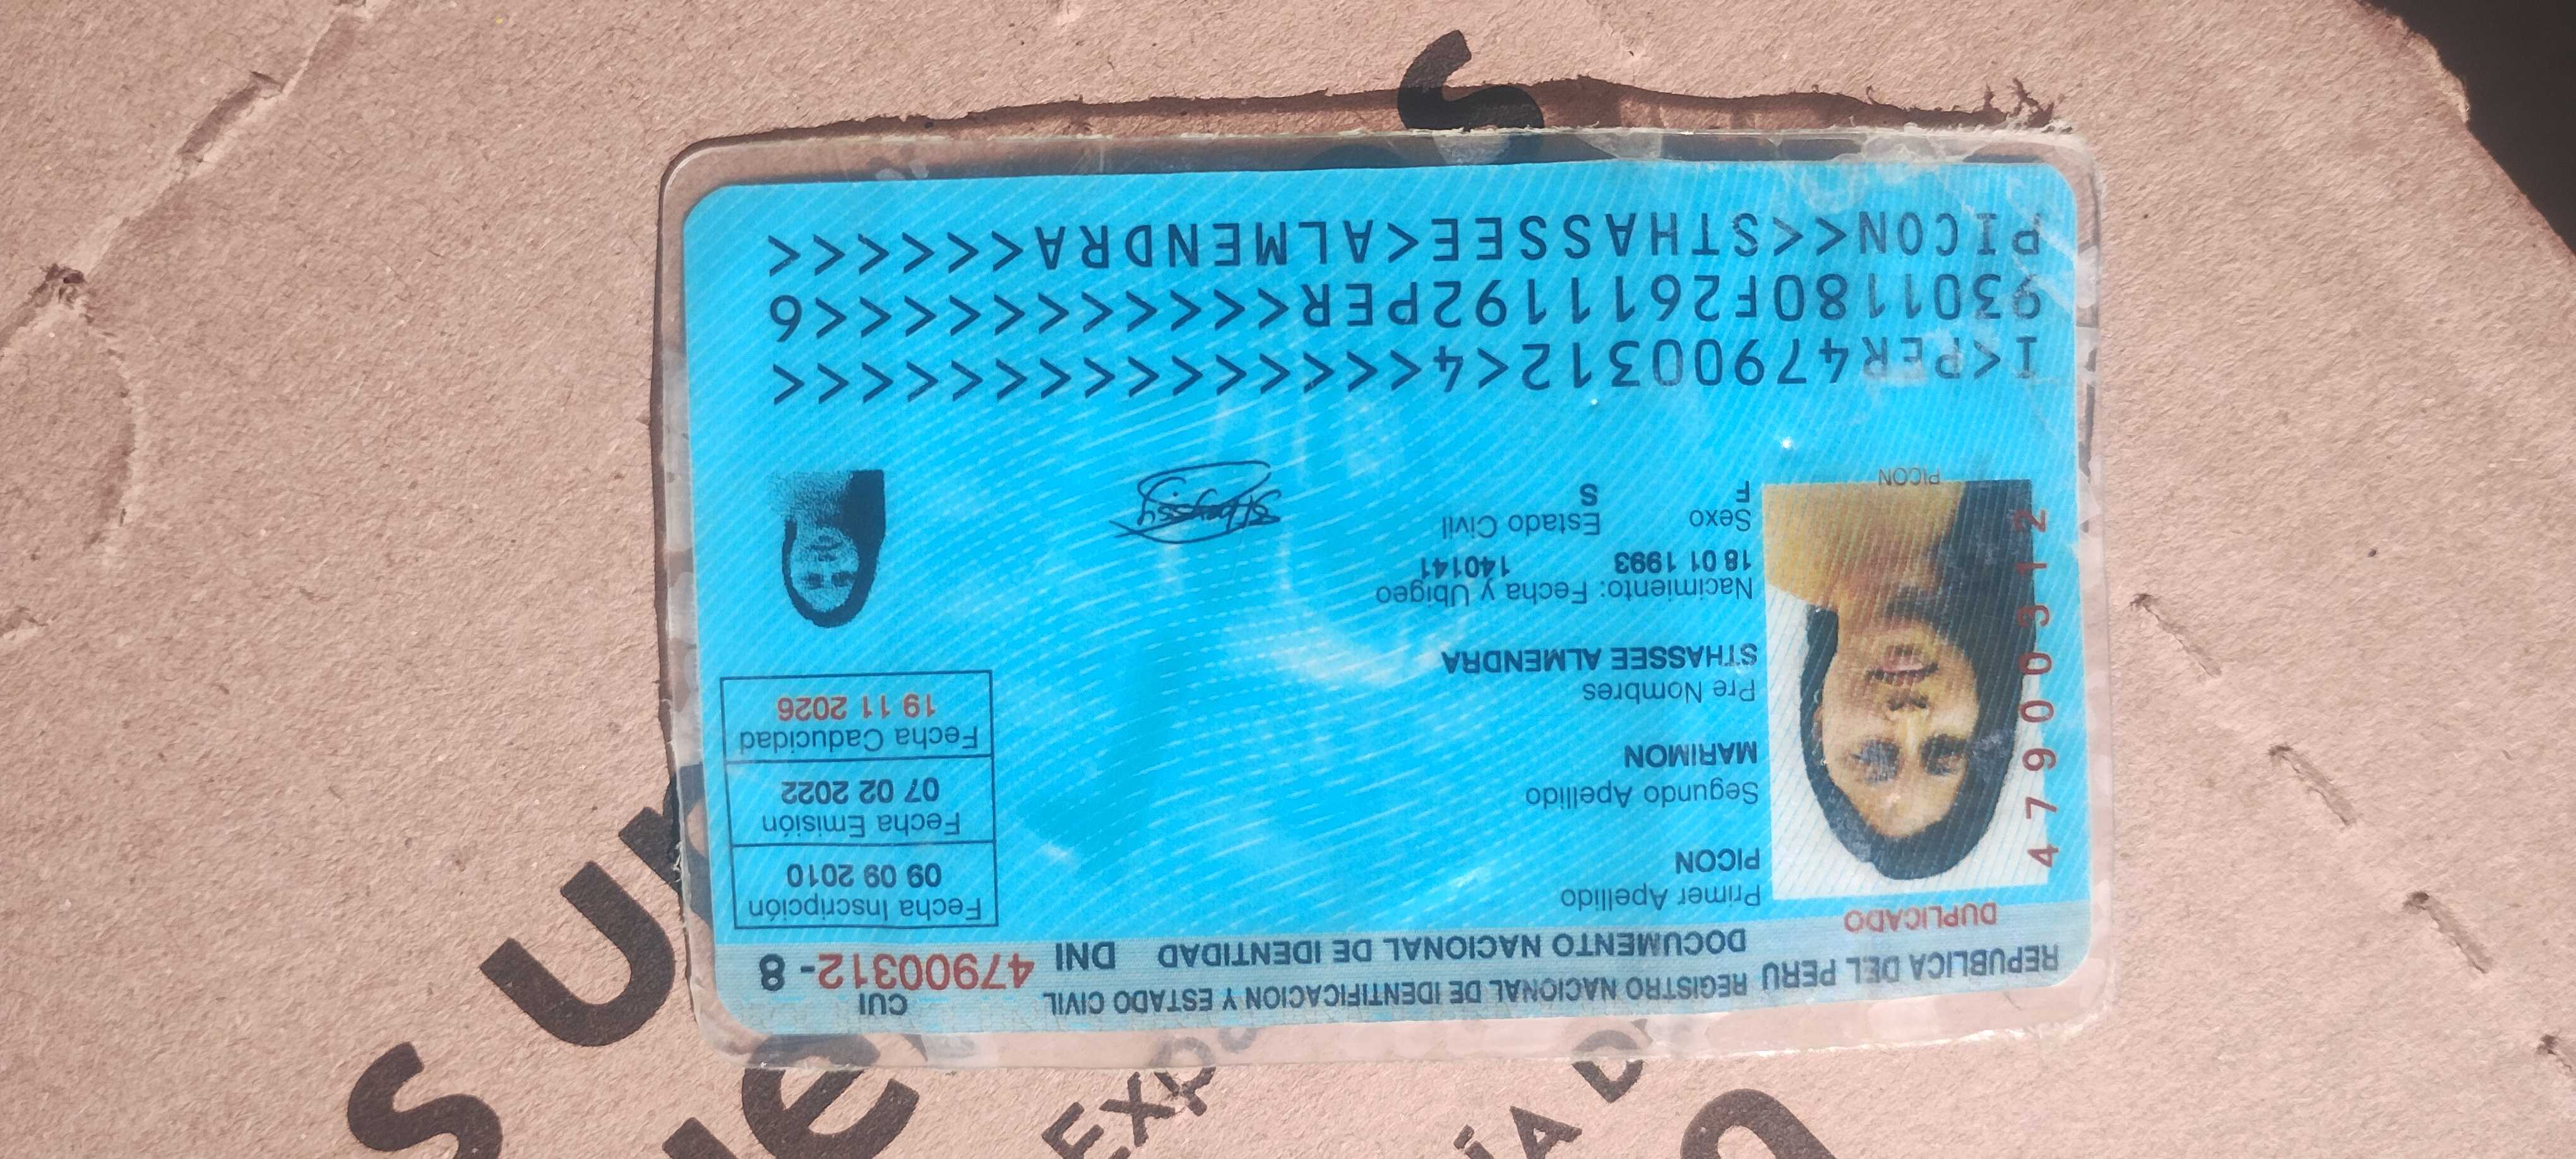 REPUBLICA DEL PERU REGISTRO NACIONAL DE IDENTIFICACION Y ESTADO CIVIL
DOCUMENTO NACIONAL DE IDENTIDAD DNI
CUI
47900312-8
DUPLICADO
47900312
PICON
Primer Apellido
PICON
Segundo Apellido
MARIMON
Pre Nombres
STHASSEE ALMENDRA
Nacimiento: Fecha y Ubigeo
18 01 1993 140141
Sexo Estado Civil
F S
Fecha Inscripción
09 09 2010
Fecha Emisión
07 02 2022
Fecha Caducidad
19 11 2026
I<PER47900312<4<<<<<<<<<<<<<<<
9301180F2611192PER<<<<<<<<<<<6
PICON<<STHASSEE<ALMENDRA<<<<<<